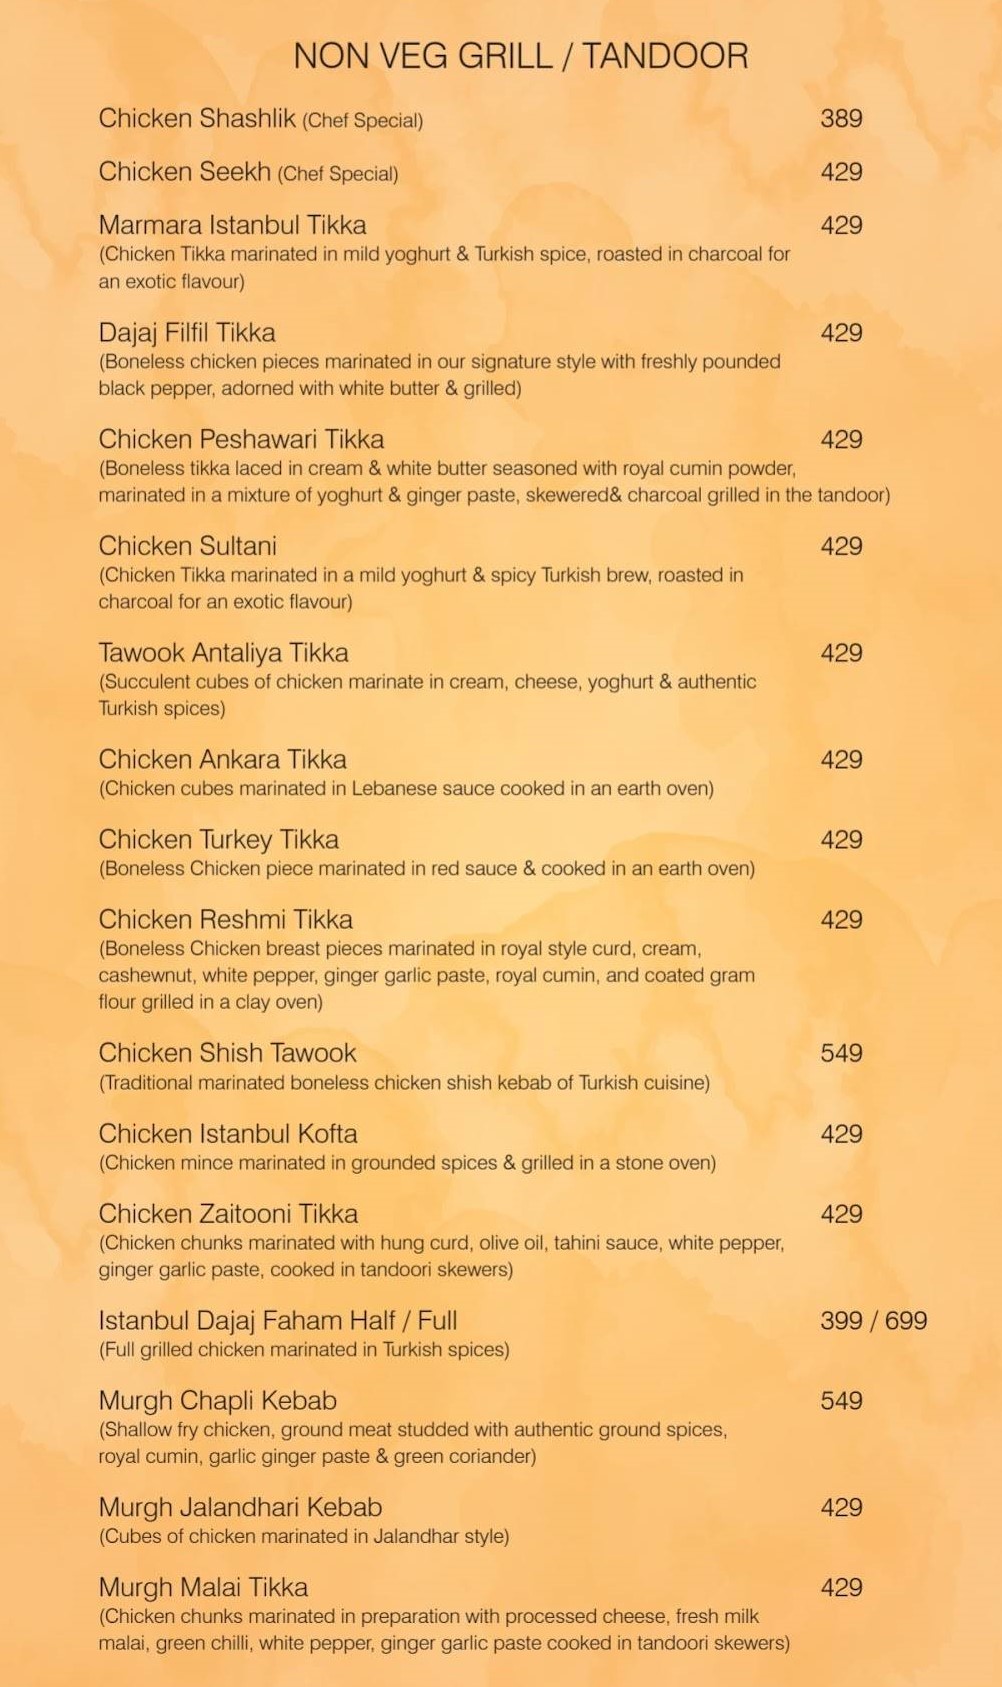 NON VEG GRILL / TANDOOR
Chicken Shashlik (Chef Special) 389
Chicken Seekh (Chef Special) 429
Marmara Istanbul Tikka 429
(Chicken Tikka marinated in mild yoghurt & Turkish spice, roasted in charcoal for
an exotic flavour)
Dajaj Filfil Tikka 429
(Boneless chicken pieces marinated in our signature style with freshly pounded
black pepper, adorned with white butter & grilled)
Chicken Peshawari Tikka 429
(Boneless tikka laced in cream & white butter seasoned with royal cumin powder,
marinated in a mixture of yoghurt & ginger paste, skewered& charcoal grilled in the tandoor)
Chicken Sultani 429
(Chicken Tikka marinated in a mild yoghurt & spicy Turkish brew, roasted in
charcoal for an exotic flavour)
Tawook Antaliya Tikka 429
(Succulent cubes of chicken marinate in cream, cheese, yoghurt & authentic
Turkish spices)
Chicken Ankara Tikka 429
(Chicken cubes marinated in Lebanese sauce cooked in an earth oven)
Chicken Turkey Tikka 429
(Boneless Chicken piece marinated in red sauce & cooked in an earth oven)
Chicken Reshmi Tikka 429
(Boneless Chicken breast pieces marinated in royal style curd, cream,
cashewnut, white pepper, ginger garlic paste, royal cumin, and coated gram
flour grilled in a clay oven)
Chicken Shish Tawook 549
(Traditional marinated boneless chicken shish kebab of Turkish cuisine)
Chicken Istanbul Kofta 429
(Chicken mince marinated in grounded spices & grilled in a stone oven)
Chicken Zaitooni Tikka 429
(Chicken chunks marinated with hung curd, olive oil, tahini sauce, white pepper,
ginger garlic paste, cooked in tandoori skewers)
Istanbul Dajaj Faham Half / Full 399 / 699
(Full grilled chicken marinated in Turkish spices)
Murgh Chapli Kebab 549
(Shallow fry chicken, ground meat studded with authentic ground spices,
royal cumin, garlic ginger paste & green coriander)
Murgh Jalandhari Kebab 429
(Cubes of chicken marinated in Jalandhar style)
Murgh Malai Tikka 429
(Chicken chunks marinated in preparation with processed cheese, fresh milk
malai, green chilli, white pepper, ginger garlic paste cooked in tandoori skewers)